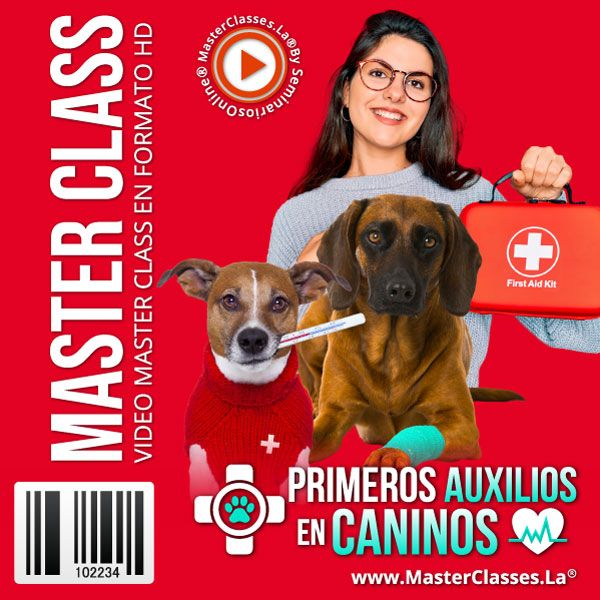 MASTER CLASS
VIDEO MASTER CLASS EN FORMATO HD
MasterClasses.La®By SeminariosOnline®
First Aid Kit
PRIMEROS AUXILIOS
EN CANINOS
102234
www.MasterClasses.La®